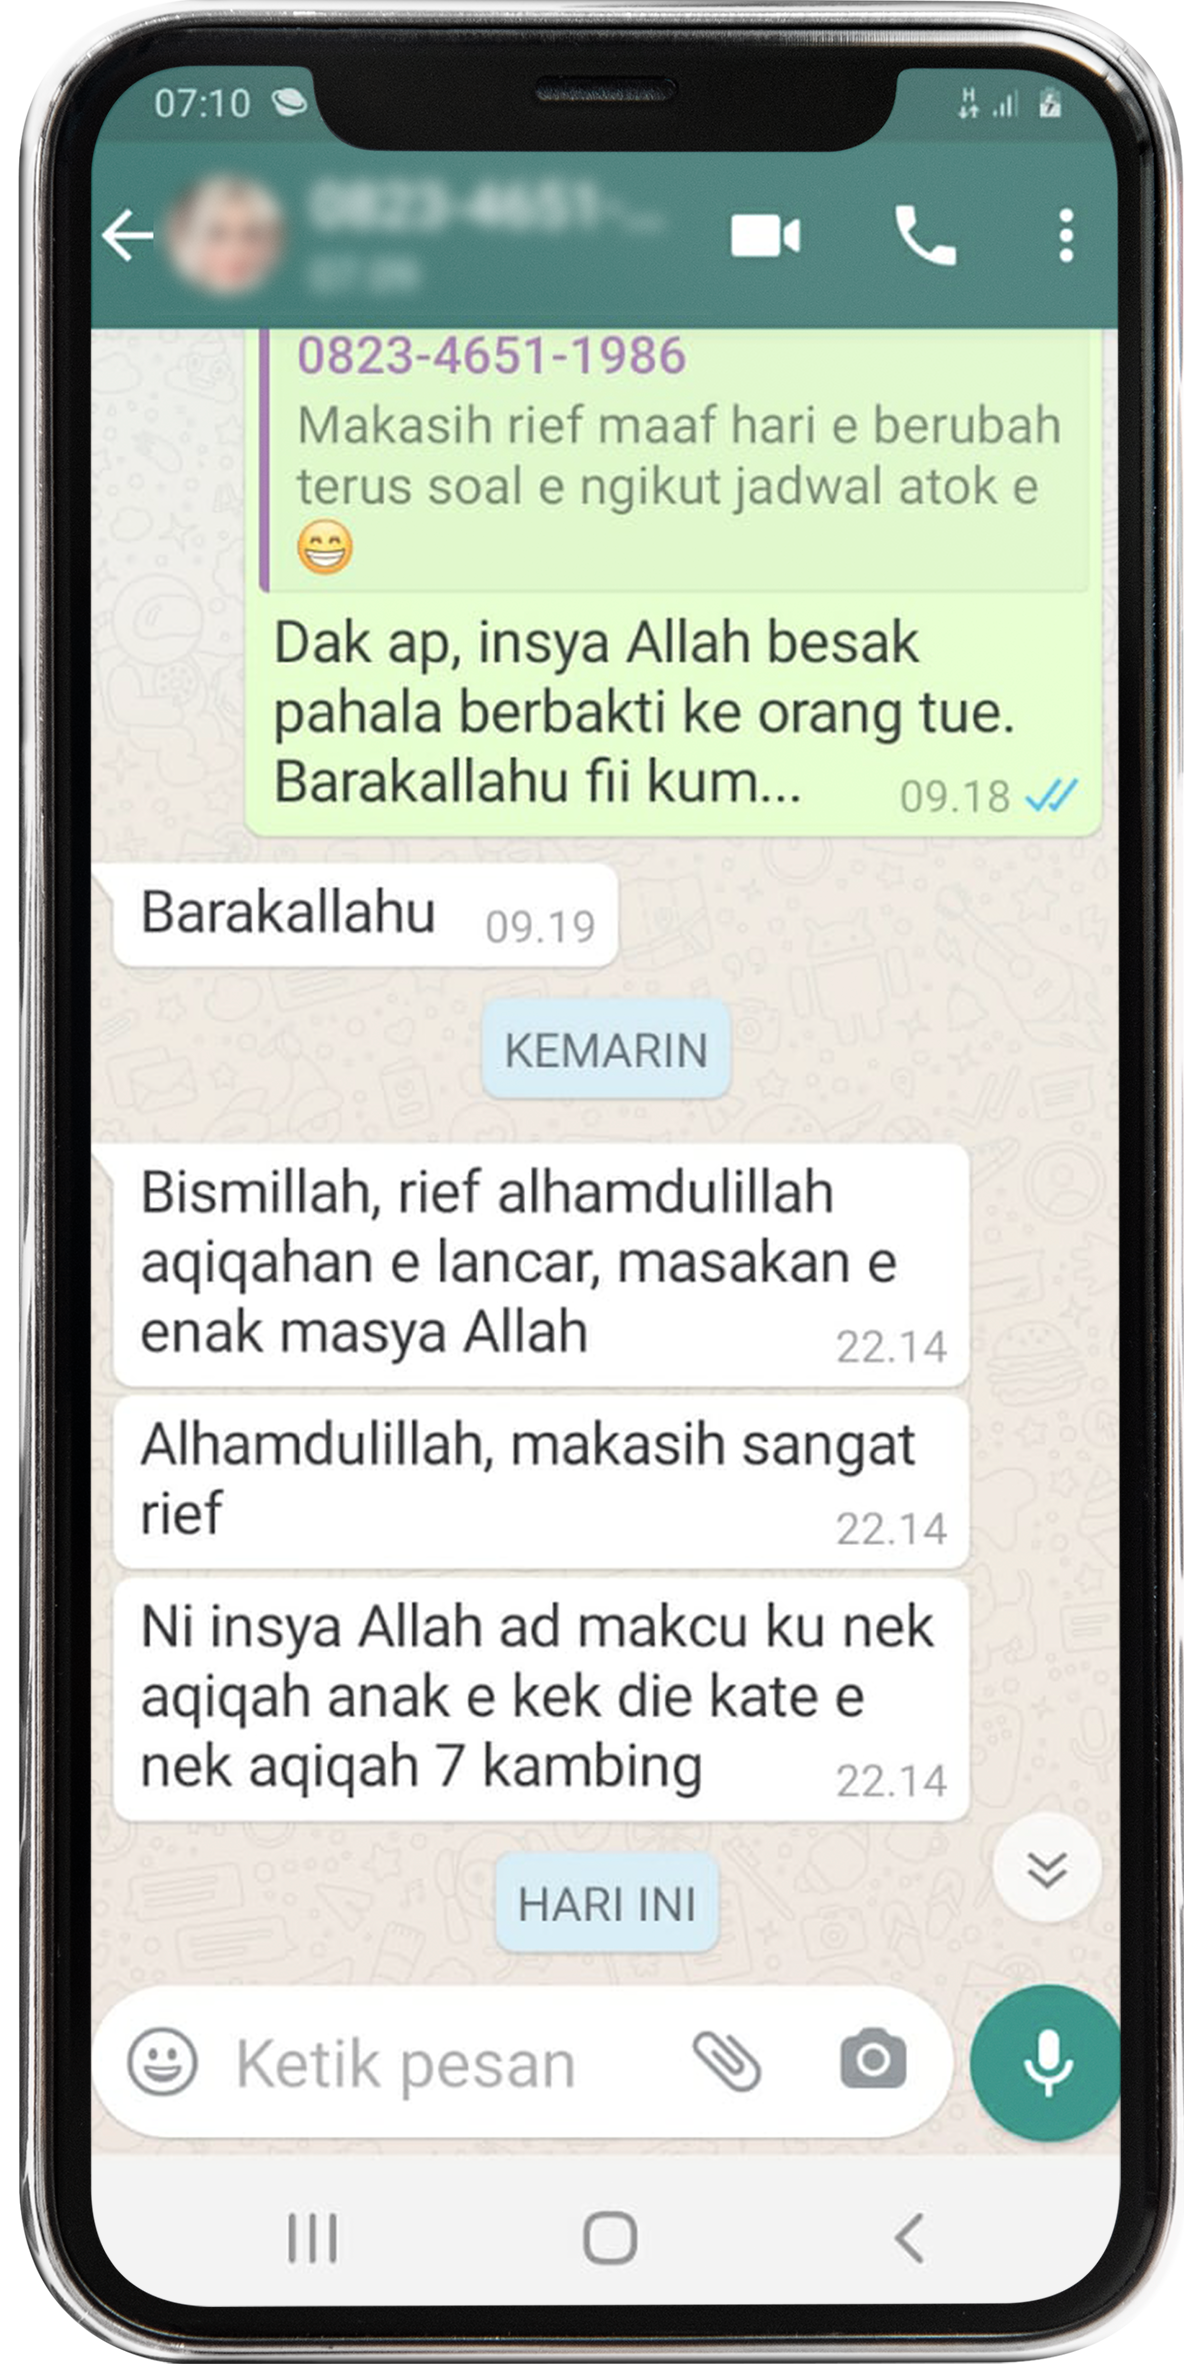 07:10
H
0823-4651-...
0823-4651-1986
Makasih rief maaf hari e berubah
terus soal e ngikut jadwal atok e
😁
Dak ap, insya Allah besak
pahala berbakti ke orang tue.
Barakallahu fii kum... 09.18
Barakallahu 09.19
KEMARIN
Bismillah, rief alhamdulillah
aqiqahan e lancar, masakan e
enak masya Allah 22.14
Alhamdulillah, makasih sangat
rief 22.14
Ni insya Allah ad makcu ku nek
aqiqah anak e kek die kate e
nek aqiqah 7 kambing 22.14
HARI INI
Ketik pesan